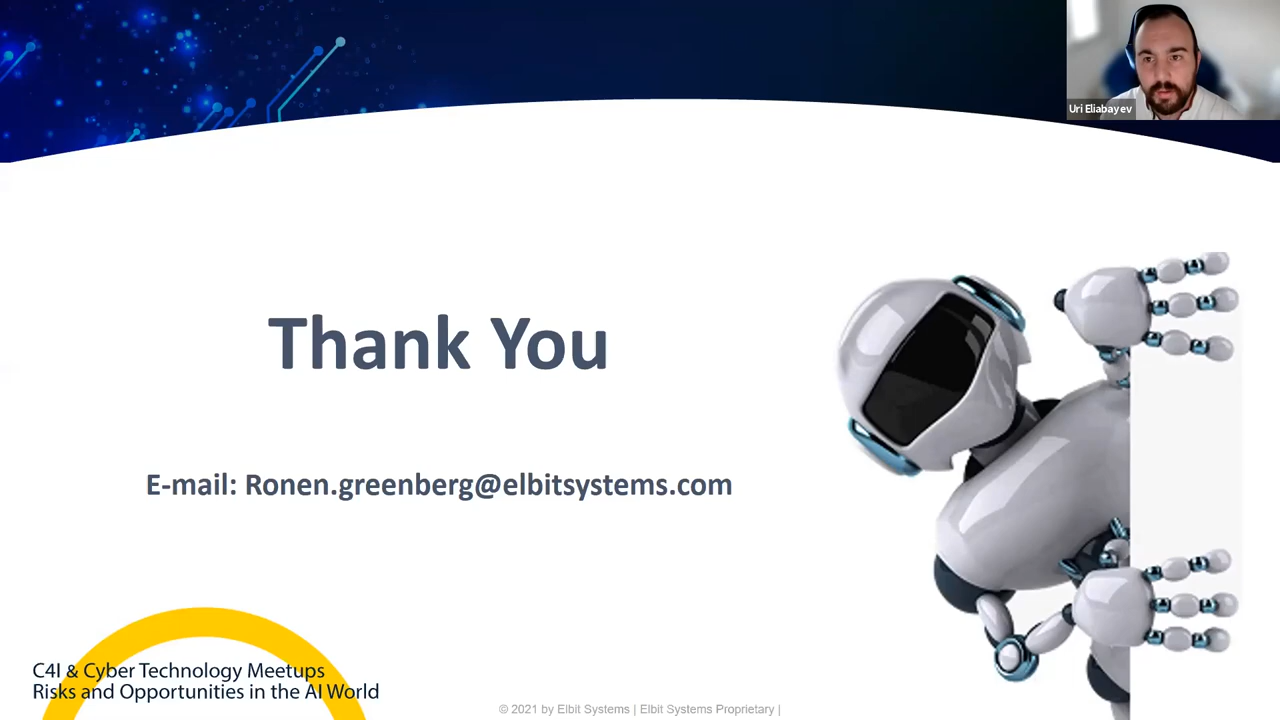 Uri Eliabayev
Thank You
E-mail: Ronen.greenberg@elbitsystems.com
C4I & Cyber Technology Meetups
Risks and Opportunities in the AI World
© 2021 by Elbit Systems | Elbit Systems Proprietary |